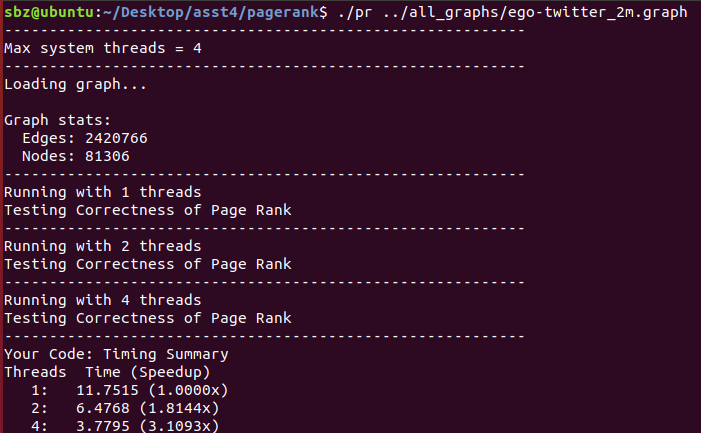 sbz@ubuntu:~/Desktop/asst4/pagerank$ ./pr ../all_graphs/ego-twitter_2m.graph
----------------------------------------------------------
Max system threads = 4
----------------------------------------------------------
Loading graph...

Graph stats:
  Edges: 2420766
  Nodes: 81306
----------------------------------------------------------
Running with 1 threads
Testing Correctness of Page Rank
----------------------------------------------------------
Running with 2 threads
Testing Correctness of Page Rank
----------------------------------------------------------
Running with 4 threads
Testing Correctness of Page Rank
----------------------------------------------------------
Your Code: Timing Summary
Threads  Time (Speedup)
   1:   11.7515 (1.0000x)
   2:   6.4768 (1.8144x)
   4:   3.7795 (3.1093x)